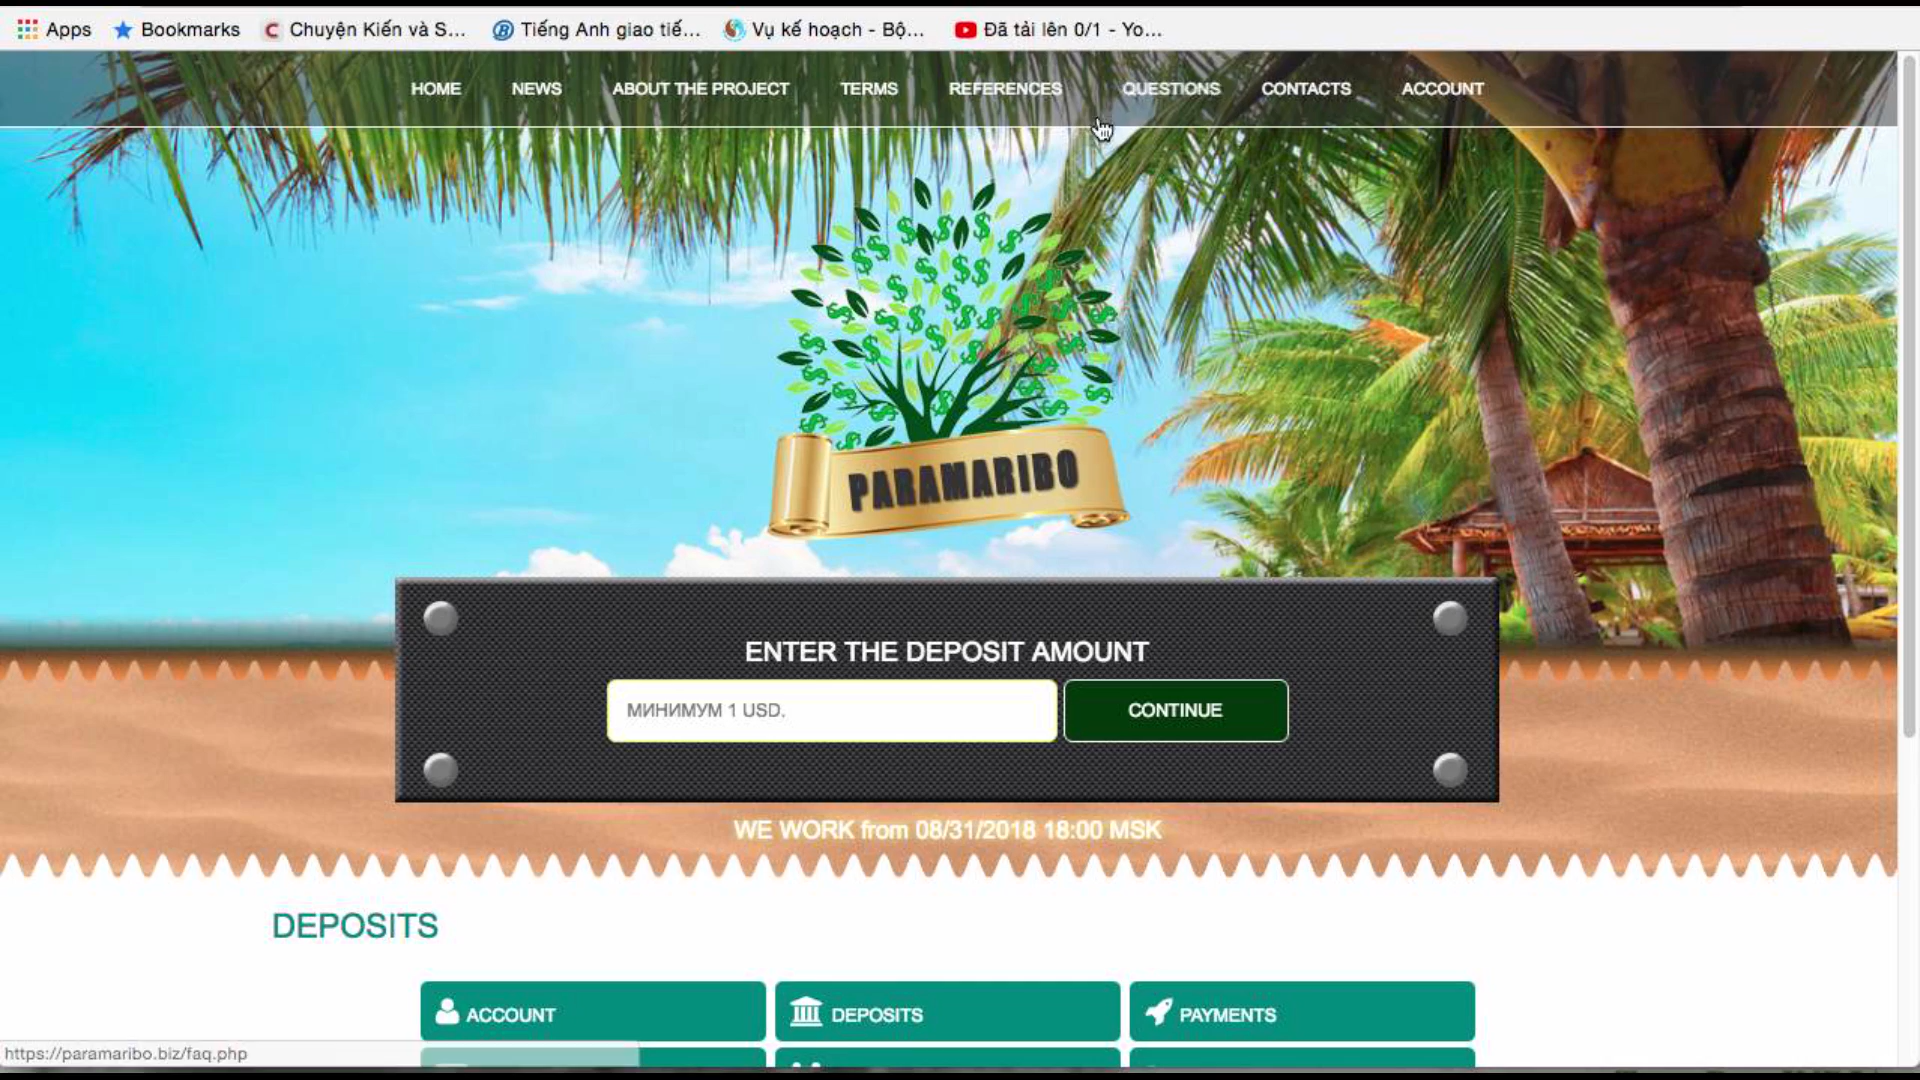 Apps Bookmarks Chuyện Kiến và S... Tiếng Anh giao tiế... Vụ kế hoạch - Bộ... Đã tải lên 0/1 - Yo...
HOME NEWS ABOUT THE PROJECT TERMS REFERENCES QUESTIONS CONTACTS ACCOUNT
PARAMARIBO
ENTER THE DEPOSIT AMOUNT
МИНИМУМ 1 USD. CONTINUE
WE WORK from 08/31/2018 18:00 MSK
DEPOSITS
ACCOUNT DEPOSITS PAYMENTS
https://paramaribo.biz/faq.php